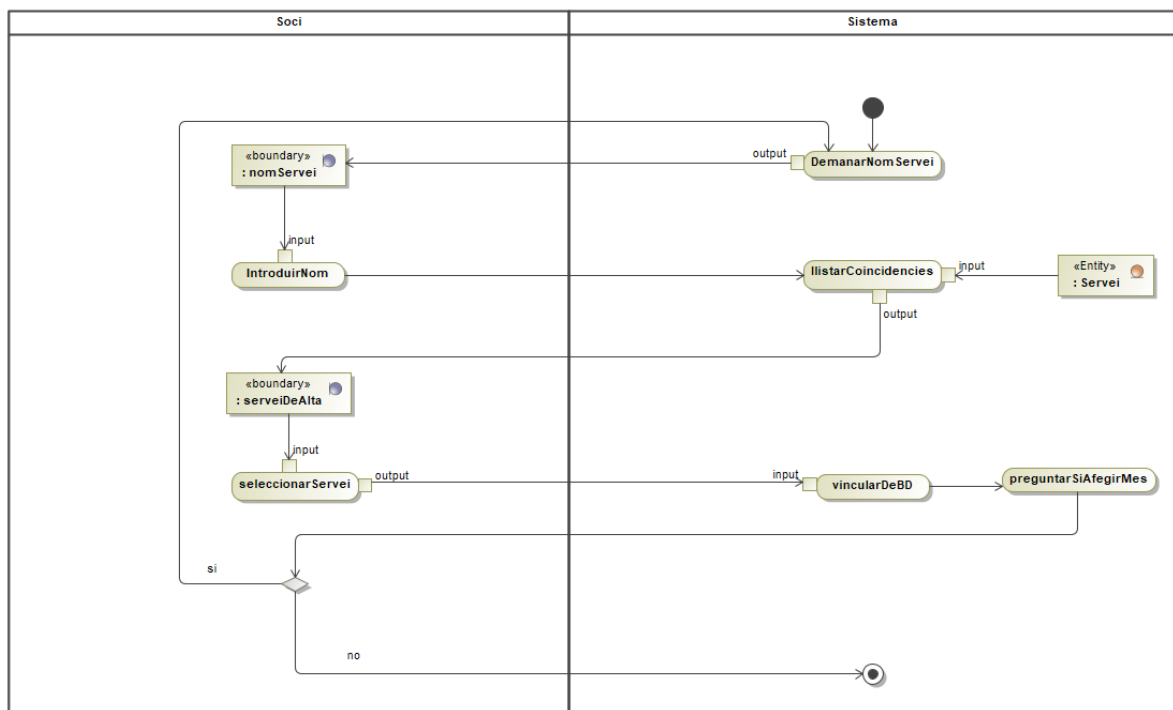 Soci
Sistema
«boundary»
: nomServei
output
DemanarNomServei
input
IntroduirNom
llistarCoincidencies
input
«Entity»
: Servei
output
«boundary»
: serveiDeAlta
input
seleccionarServei
output
input
vincularDeBD
preguntarSiAfegirMes
si
no